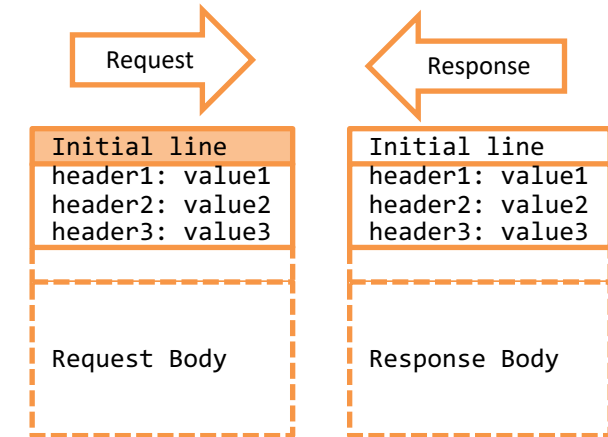 Request
Response
Initial line
header1: value1
header2: value2
header3: value3
Request Body
Initial line
header1: value1
header2: value2
header3: value3
Response Body